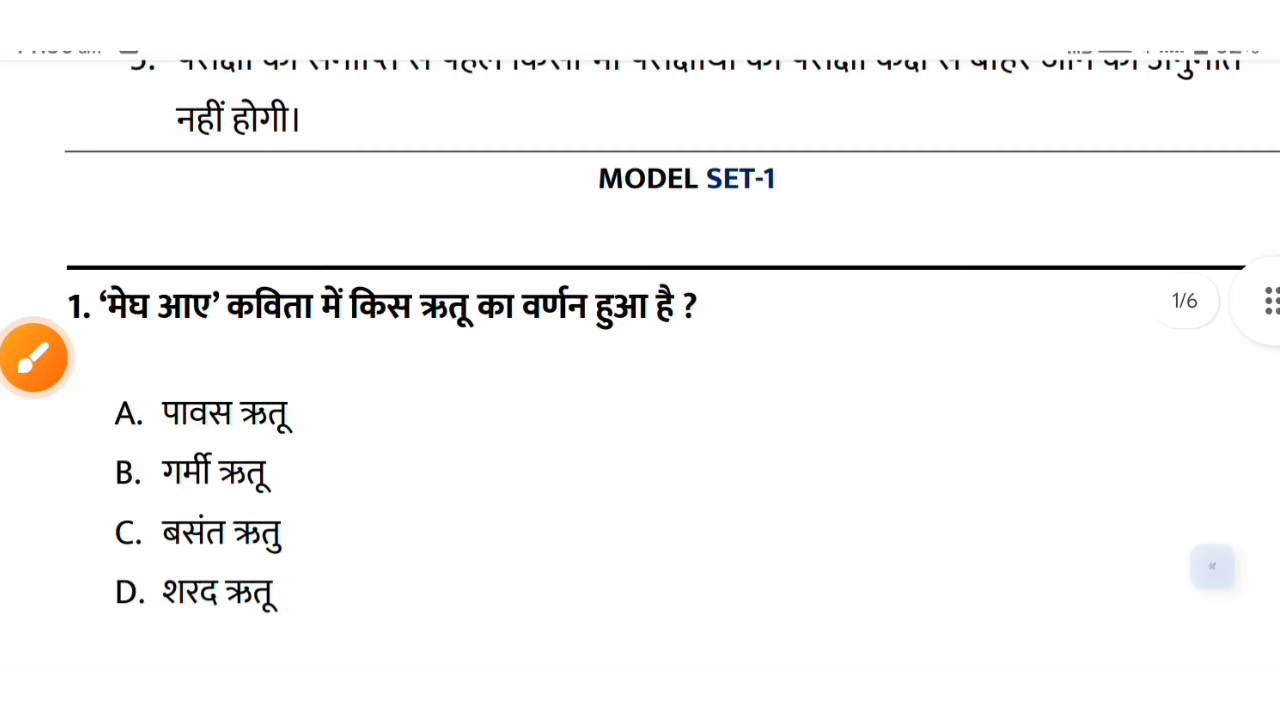 नहीं होगी।
MODEL SET-1
1. ‘मेघ आए’ कविता में किस ऋतू का वर्णन हुआ है ?
1/6
A. पावस ऋतू
B. गर्मी ऋतू
C. बसंत ऋतु
D. शरद ऋतू